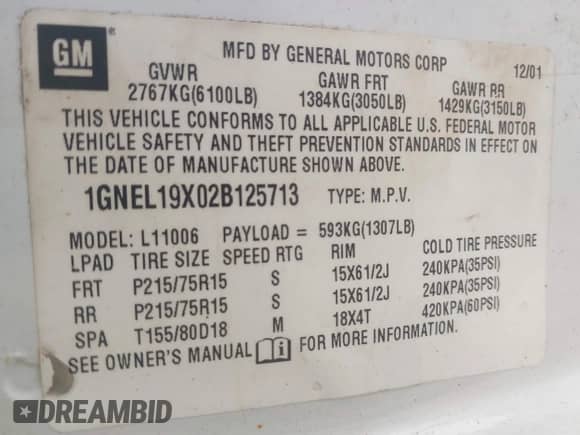 GM
MFD BY GENERAL MOTORS CORP 12/01
GVWR GAWR FRT GAWR RR
2767KG(6100LB) 1384KG(3050LB) 1429KG(3150LB)
THIS VEHICLE CONFORMS TO ALL APPLICABLE U.S. FEDERAL MOTOR
VEHICLE SAFETY AND THEFT PREVENTION STANDARDS IN EFFECT ON
THE DATE OF MANUFACTURE SHOWN ABOVE.
1GNEL19X02B125713 TYPE: M.P.V.
MODEL: L11006 PAYLOAD = 593KG(1307LB)
LPAD TIRE SIZE SPEED RTG RIM COLD TIRE PRESSURE
FRT P215/75R15 S 15X61/2J 240KPA(35PSI)
RR P215/75R15 S 15X61/2J 240KPA(35PSI)
SPA T155/80D18 M 18X4T 420KPA(60PSI)
SEE OWNER'S MANUAL FOR MORE INFORMATION.
DREAMBID